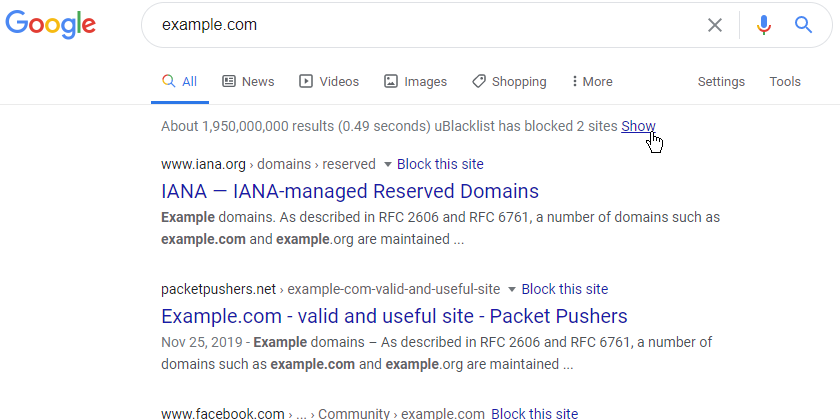 Google example.com
All News Videos Images Shopping More Settings Tools
About 1,950,000,000 results (0.49 seconds) uBlacklist has blocked 2 sites Show
www.iana.org › domains › reserved Block this site
IANA — IANA-managed Reserved Domains
Example domains. As described in RFC 2606 and RFC 6761, a number of domains such as
example.com and example.org are maintained ...
packetpushers.net › example-com-valid-and-useful-site Block this site
Example.com - valid and useful site - Packet Pushers
Nov 25, 2019 - Example domains – As described in RFC 2606 and RFC 6761, a number of
domains such as example.com and example.org are maintained ...
www.facebook.com › ... › Community › example.com Block this site